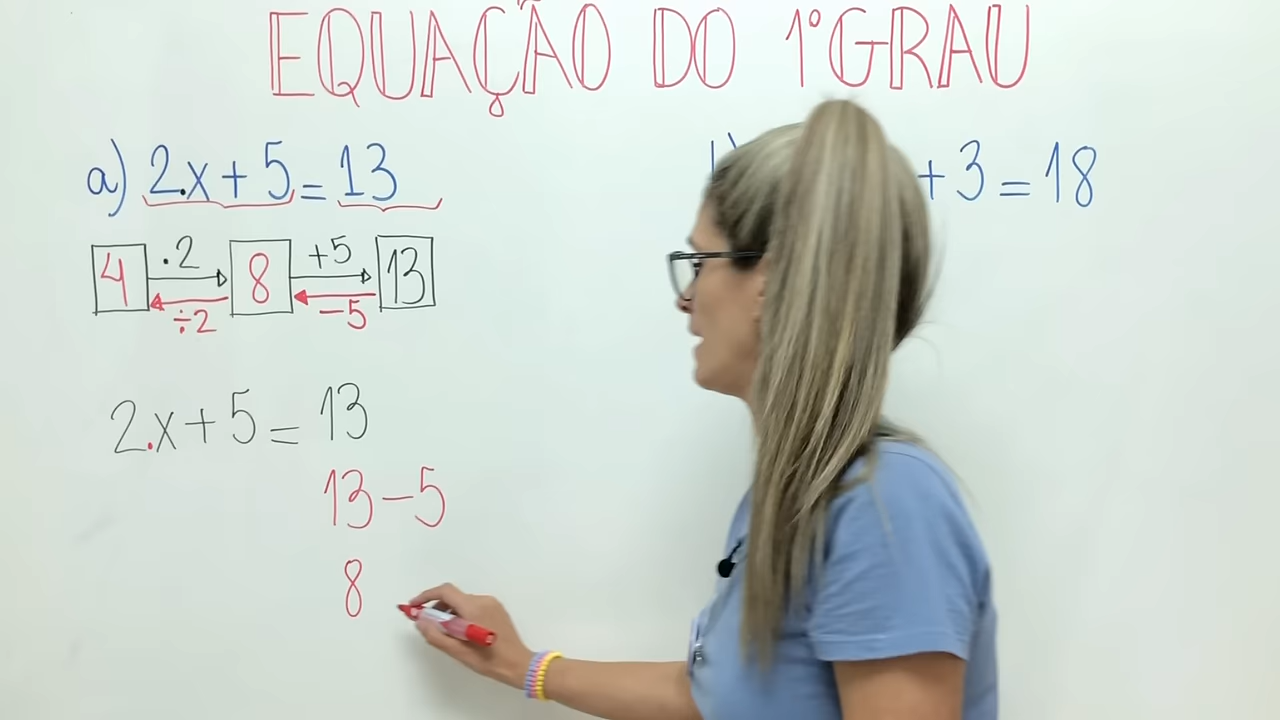 EQUAÇÃO DO 1º GRAU
a) 2.x + 5 = 13
+ 3 = 18
.2 +5
4 8 13
÷2 -5
2.x + 5 = 13
13 - 5
8